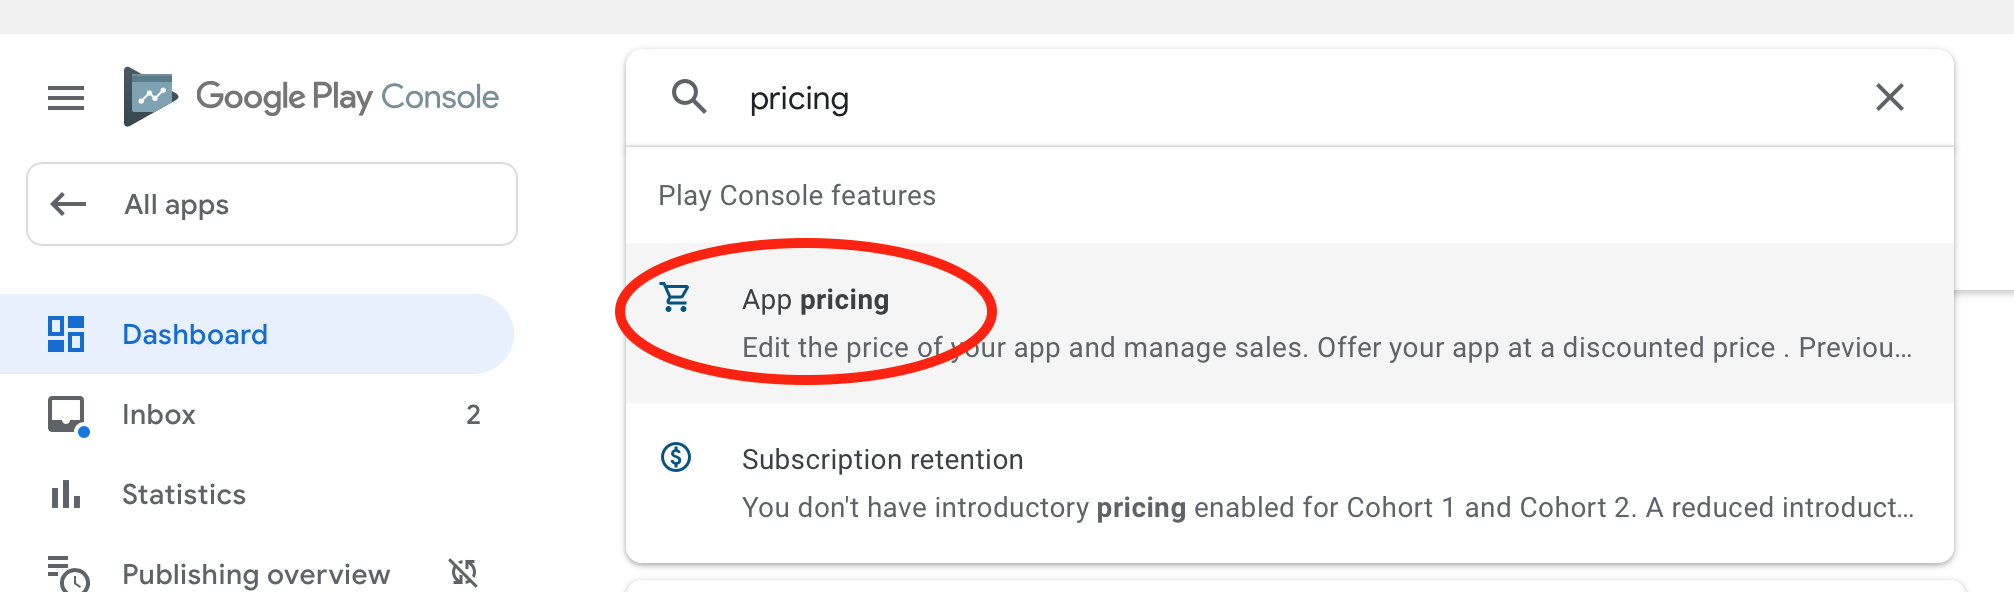 Google Play Console
pricing
All apps
Play Console features
App pricing
Edit the price of your app and manage sales. Offer your app at a discounted price . Previou...
Dashboard
Inbox 2
Subscription retention
You don't have introductory pricing enabled for Cohort 1 and Cohort 2. A reduced introduct...
Statistics
Publishing overview